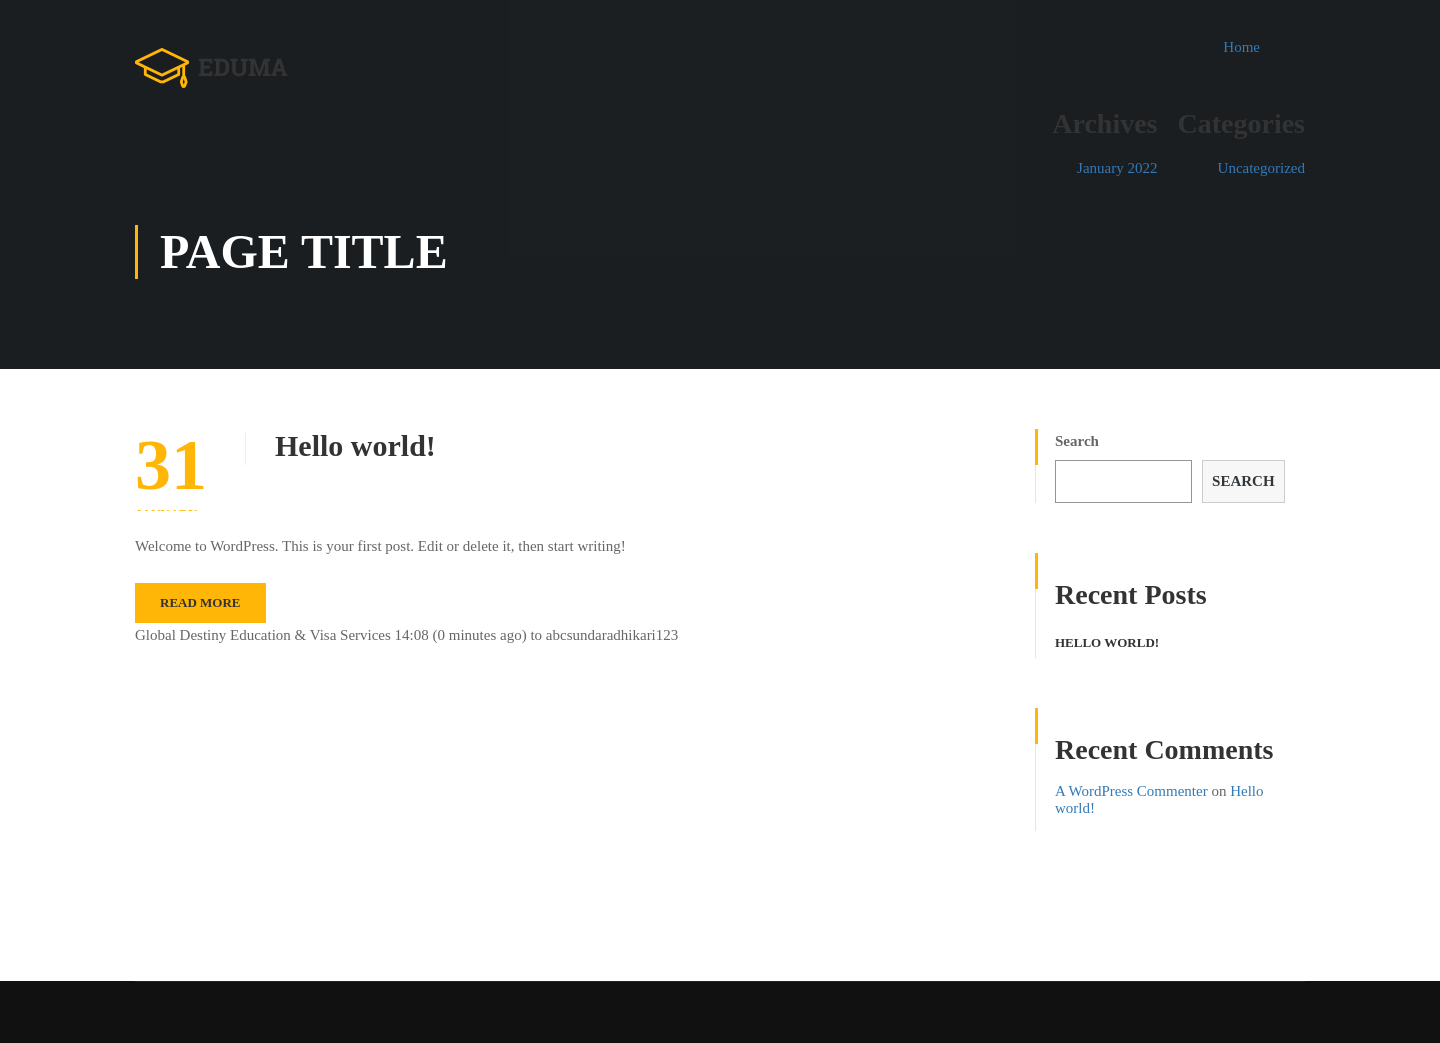 EDUMA
Home
Archives
Categories
January 2022
Uncategorized
PAGE TITLE
31
Hello world!
Welcome to WordPress. This is your first post. Edit or delete it, then start writing!
READ MORE
Global Destiny Education & Visa Services 14:08 (0 minutes ago) to abcsundaradhikari123
Search
SEARCH
Recent Posts
HELLO WORLD!
Recent Comments
A WordPress Commenter on Hello
world!